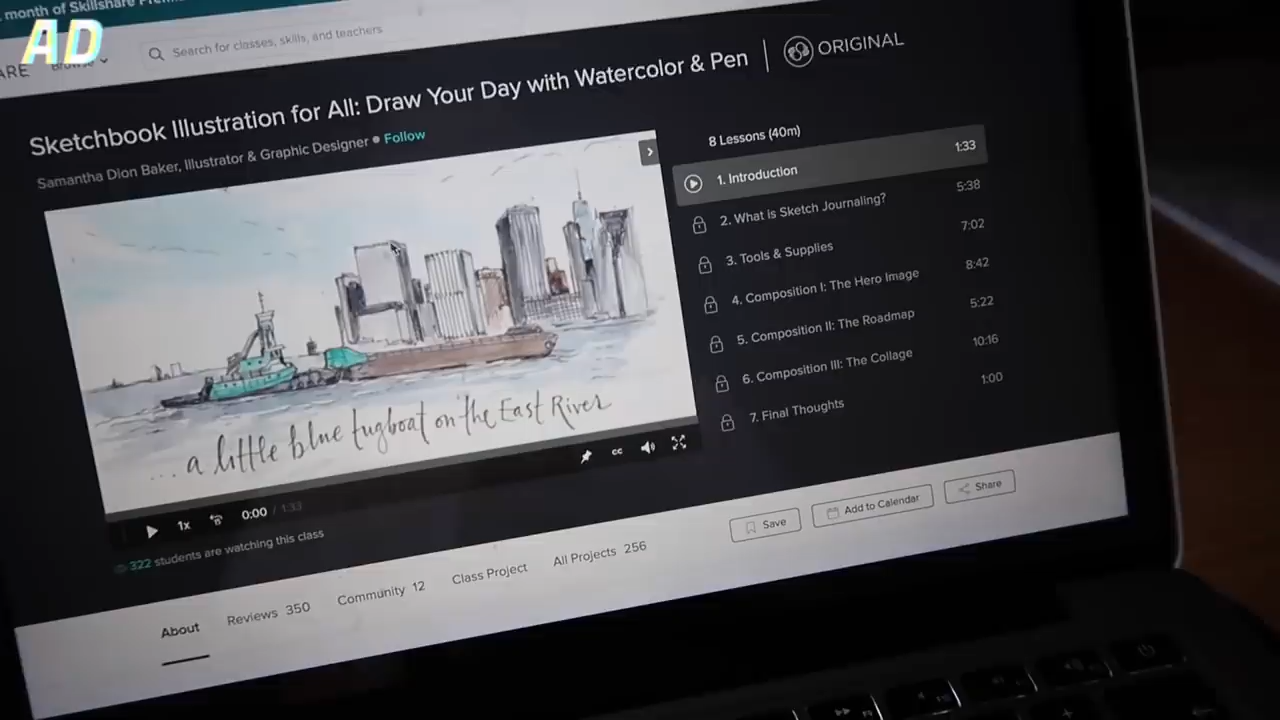 month of Skillshare
AD
ARE
Search for classes, skills, and teachers
Sketchbook Illustration for All: Draw Your Day with Watercolor & Pen
ORIGINAL
Samantha Dion Baker, Illustrator & Graphic Designer • Follow
8 Lessons (40m)
1. Introduction 1:33
2. What is Sketch Journaling? 5:38
3. Tools & Supplies 7:02
4. Composition I: The Hero Image 8:42
5. Composition II: The Roadmap 5:22
6. Composition III: The Collage 10:16
7. Final Thoughts 1:00
... a little blue tugboat on the East River
CC
1x 0:00 / 1:33
322 students are watching this class
Save
Add to Calendar
Share
About
Reviews 350
Community 12
Class Project
All Projects 256